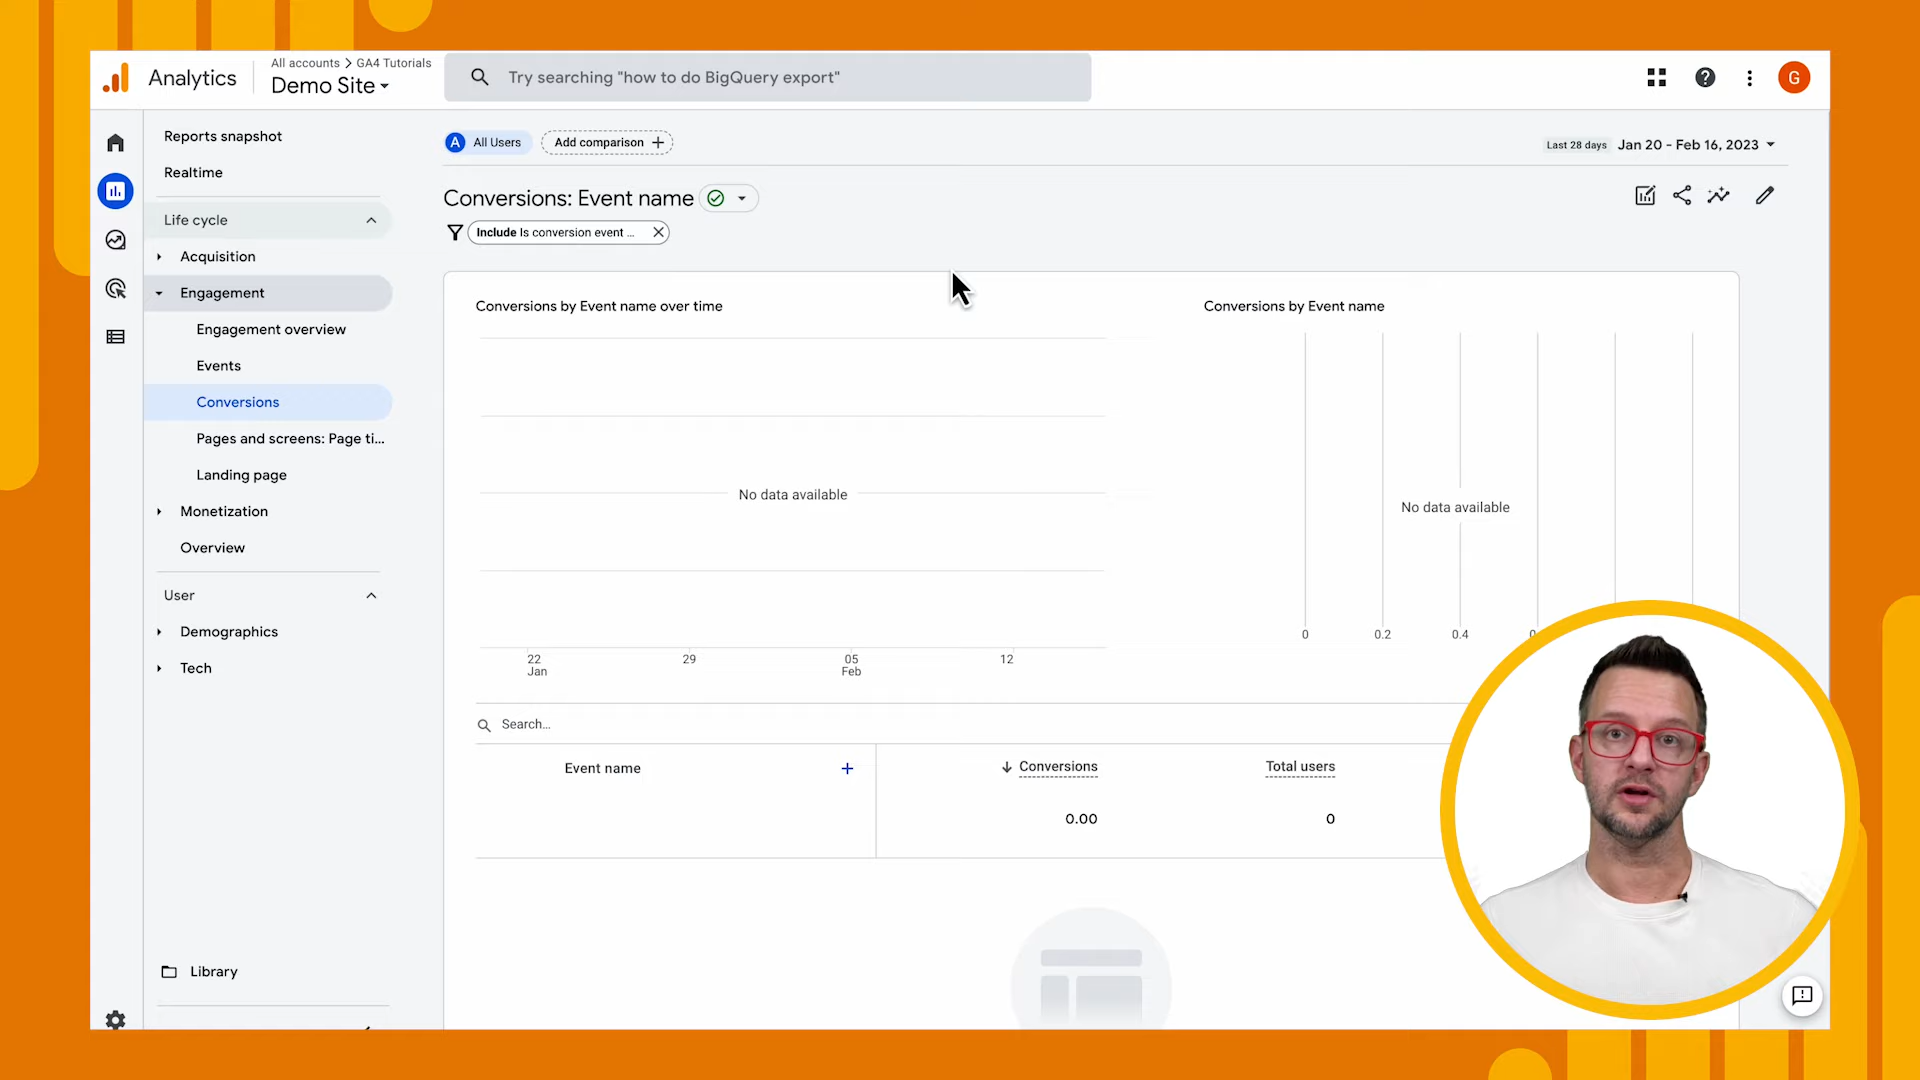 Analytics
All accounts > GA4 Tutorials
Demo Site
Try searching "how to do BigQuery export"
G
Reports snapshot
Realtime
Life cycle
Acquisition
Engagement
Engagement overview
Events
Conversions
Pages and screens: Page ti...
Landing page
Monetization
Overview
User
Demographics
Tech
Library
A All Users
Add comparison +
Last 28 days Jan 20 - Feb 16, 2023
Conversions: Event name
Include Is conversion event ...
Conversions by Event name over time
No data available
22 29 05 12
Jan Feb
Conversions by Event name
No data available
0 0.2 0.4
Search...
Event name + Conversions Total users
0.00 0